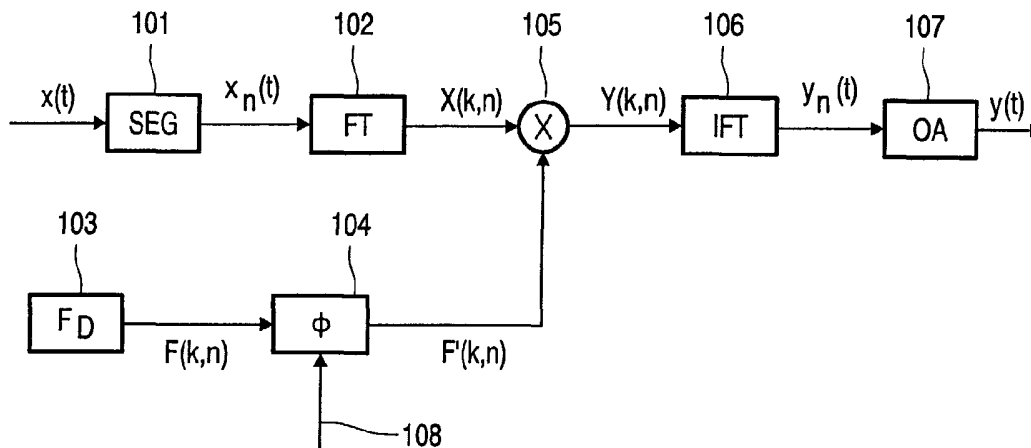 101 102 105 106 107
x(t) SEG xn(t) FT X(k,n) X Y(k,n) IFT yn(t) OA y(t)
103 104
FD F(k,n) Φ F'(k,n)
108